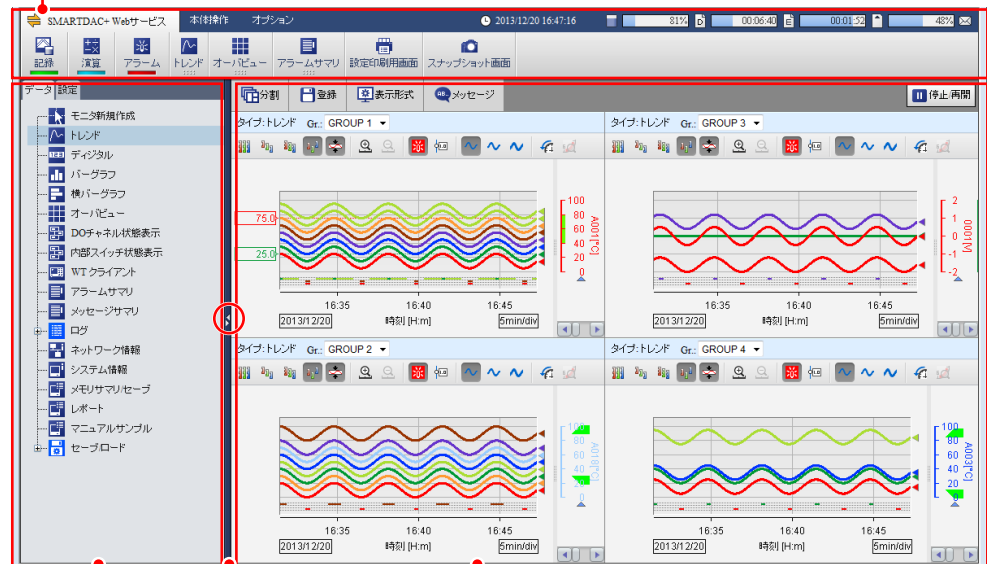 SMARTDAC+ Webサービス 本体操作 オプション 2013/12/20 16:47:16 81% 00:06:40 00:01:52 48%
記録 演算 アラーム トレンド オーバビュー アラームサマリ 設定印刷用画面 スナップショット画面
データ 設定
モニタ新規作成
トレンド
ディジタル
バーグラフ
横バーグラフ
オーバビュー
DOチャネル状態表示
内部スイッチ状態表示
WTクライアント
アラームサマリ
メッセージサマリ
ログ
ネットワーク情報
システム情報
メモリサマリ/セーブ
レポート
マニュアルサンプル
セーブ/ロード
分割 登録 表示形式 メッセージ 停止/再開
タイプ:トレンド Gr.: GROUP 1
75.0
25.0
100
80
60
40
20
0
A001[°C]
16:35 16:40 16:45
2013/12/20 時刻 [H:m] 5min/div
タイプ:トレンド Gr.: GROUP 3
2
1
0
-1
-2
0001[V]
16:35 16:40 16:45
2013/12/20 時刻 [H:m] 5min/div
タイプ:トレンド Gr.: GROUP 2
100
80
60
40
20
0
A018[°C]
16:35 16:40 16:45
2013/12/20 時刻 [H:m] 5min/div
タイプ:トレンド Gr.: GROUP 4
100
80
60
40
20
0
A003[°C]
16:35 16:40 16:45
2013/12/20 時刻 [H:m] 5min/div